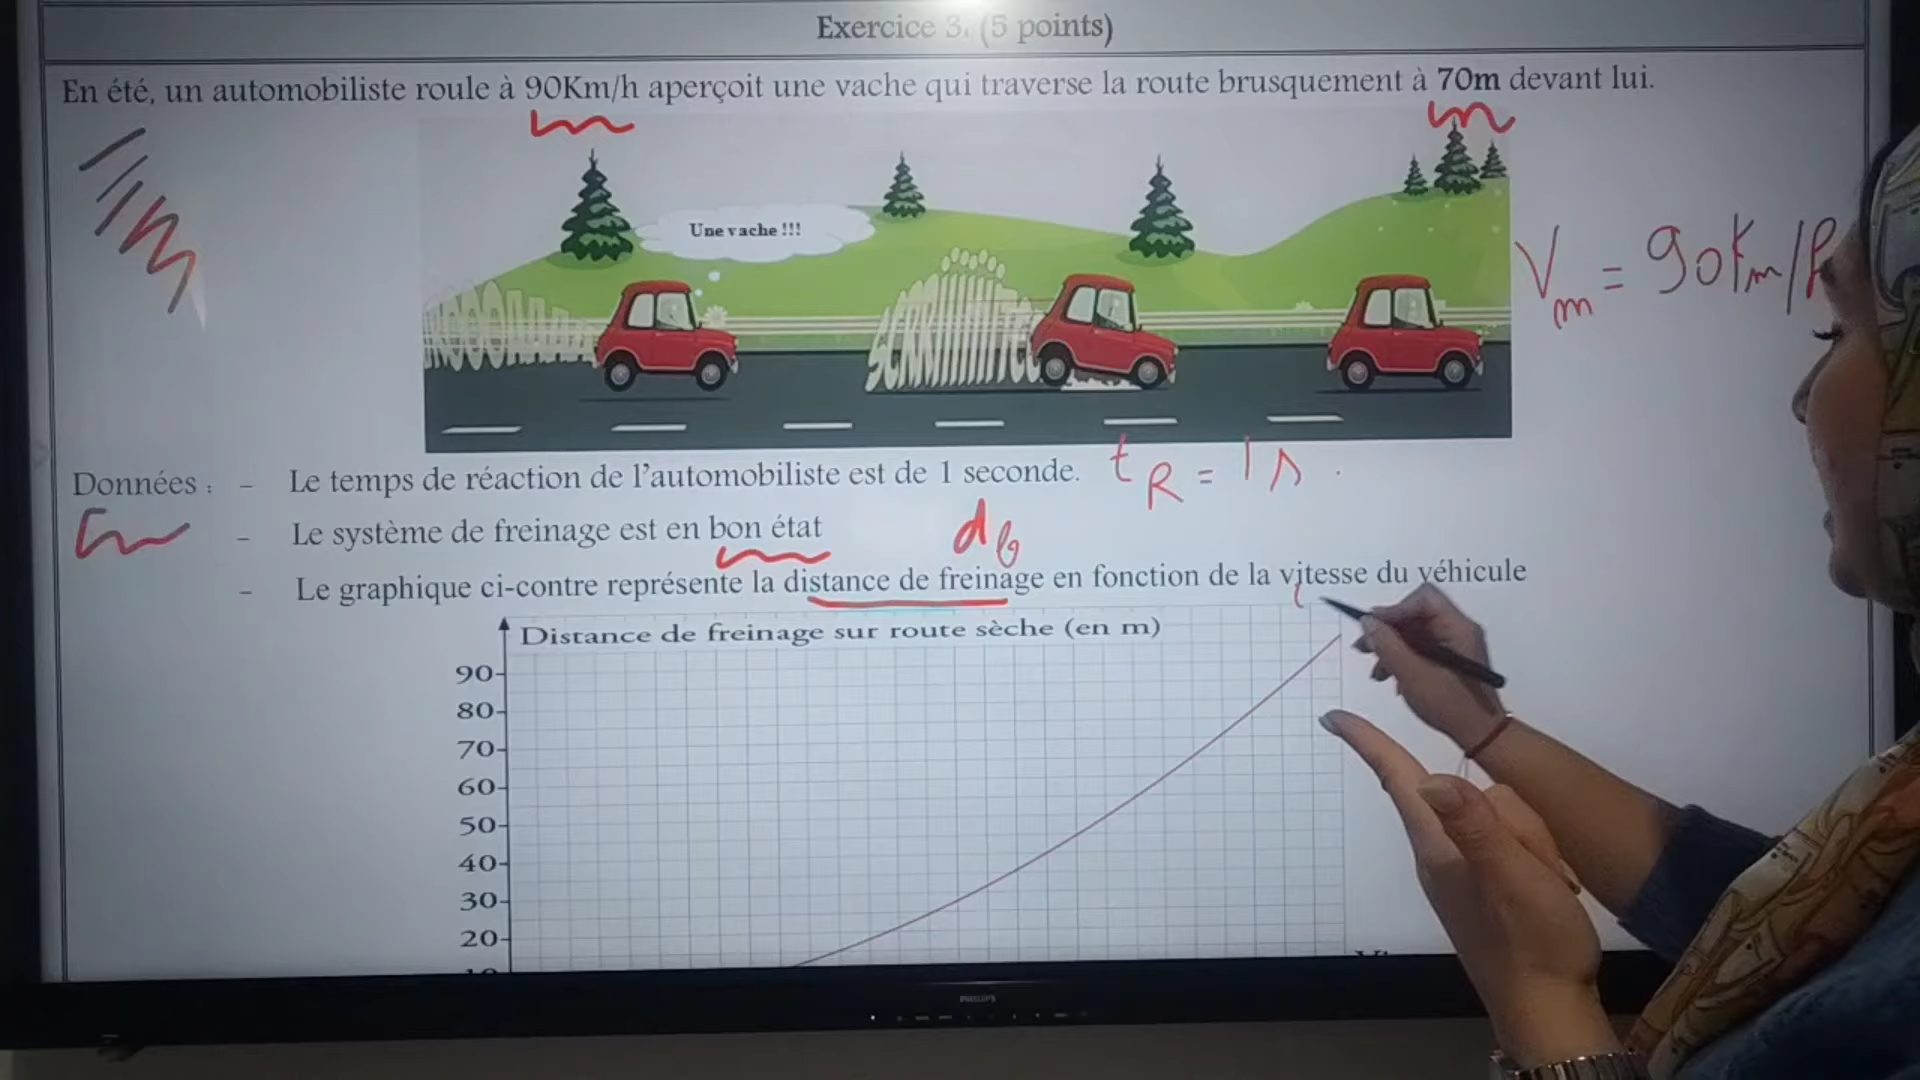 Exercice 3. (5 points)
En été, un automobiliste roule à 90Km/h aperçoit une vache qui traverse la route brusquement à 70m devant lui.
Une vache !!!
Vm = 90Km/h
Données : - Le temps de réaction de l'automobiliste est de 1 seconde. tR = 1s.
- Le système de freinage est en bon état
df
- Le graphique ci-contre représente la distance de freinage en fonction de la vitesse du véhicule
Distance de freinage sur route sèche (en m)
90
80
70
60
50
40
30
20
PHILIPS